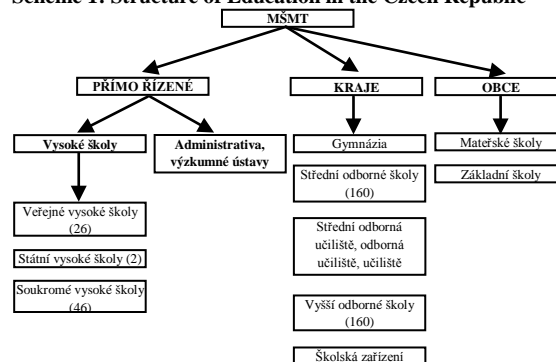 Scheme 1: Structure of Education in the Czech Republic
MŠMT
PŘÍMO ŘÍZENÉ
KRAJE
OBCE
Vysoké školy
Administrativa,
výzkumné ústavy
Gymnázia
Mateřské školy
Střední odborné školy
(160)
Základní školy
Veřejné vysoké školy
(26)
Státní vysoké školy (2)
Soukromé vysoké školy
(46)
Střední odborná
učiliště, odborná
učiliště, učiliště
Vyšší odborné školy
(160)
Školská zařízení